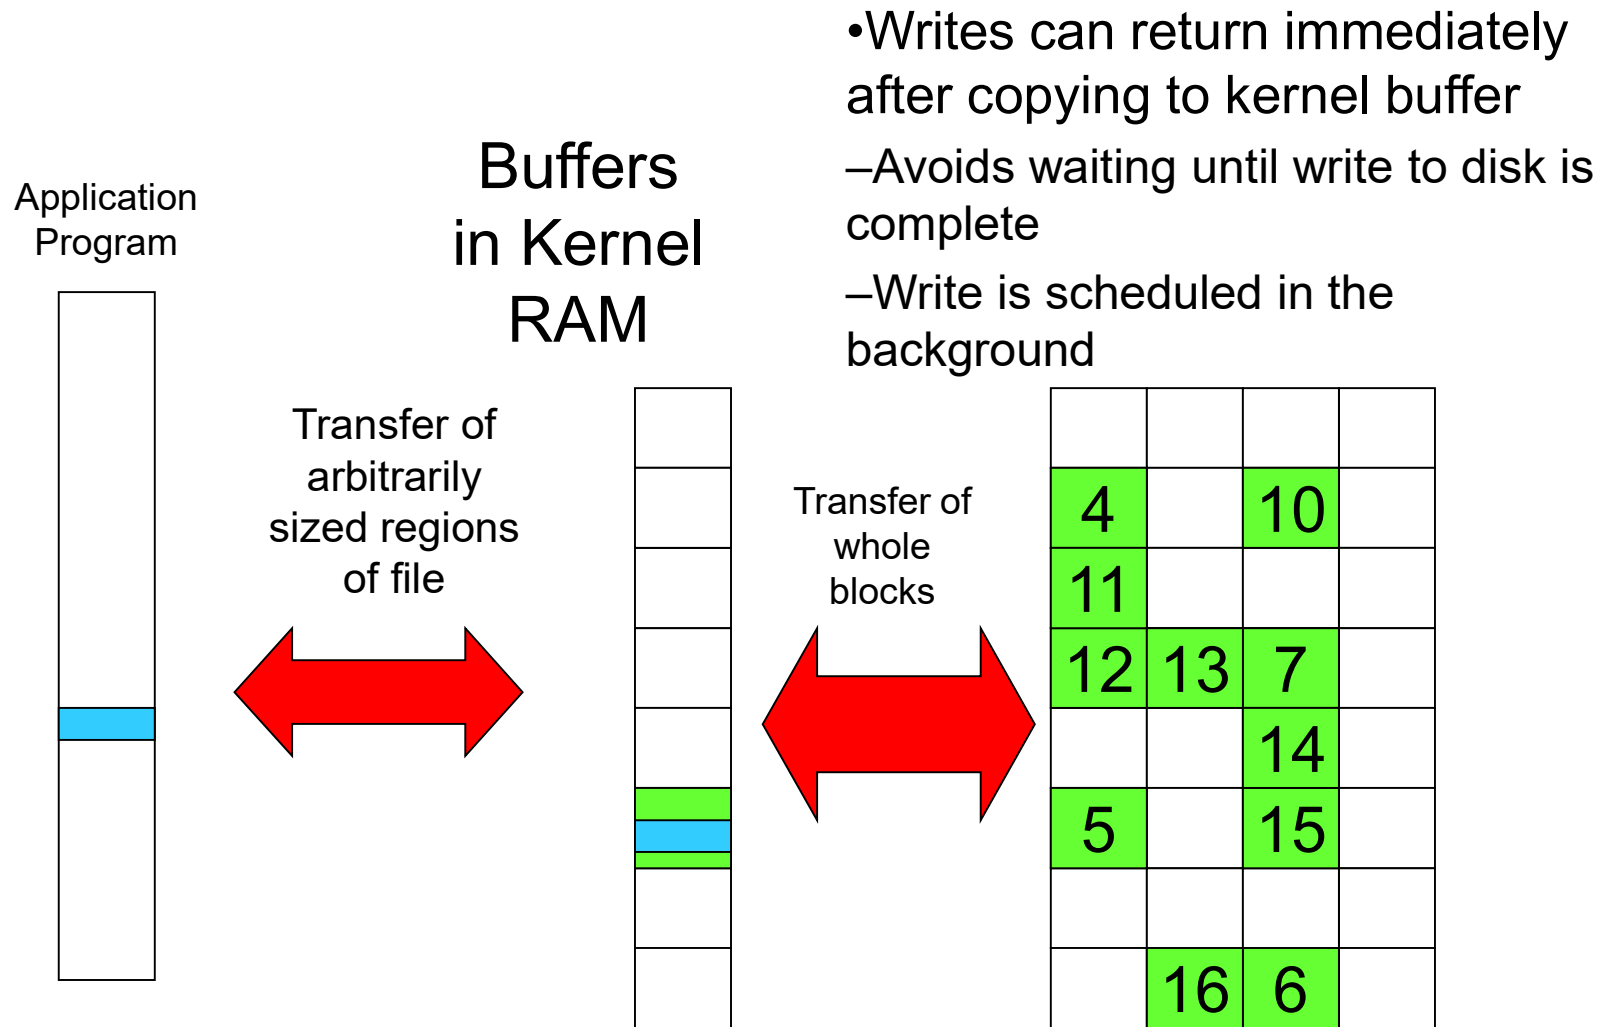 •Writes can return immediately
after copying to kernel buffer
–Avoids waiting until write to disk is
complete
–Write is scheduled in the
background
Buffers
in Kernel
RAM
Application
Program
Transfer of
arbitrarily
sized regions
of file
Transfer of
whole
blocks
4 10
11
12 13 7
14
5 15
16 6